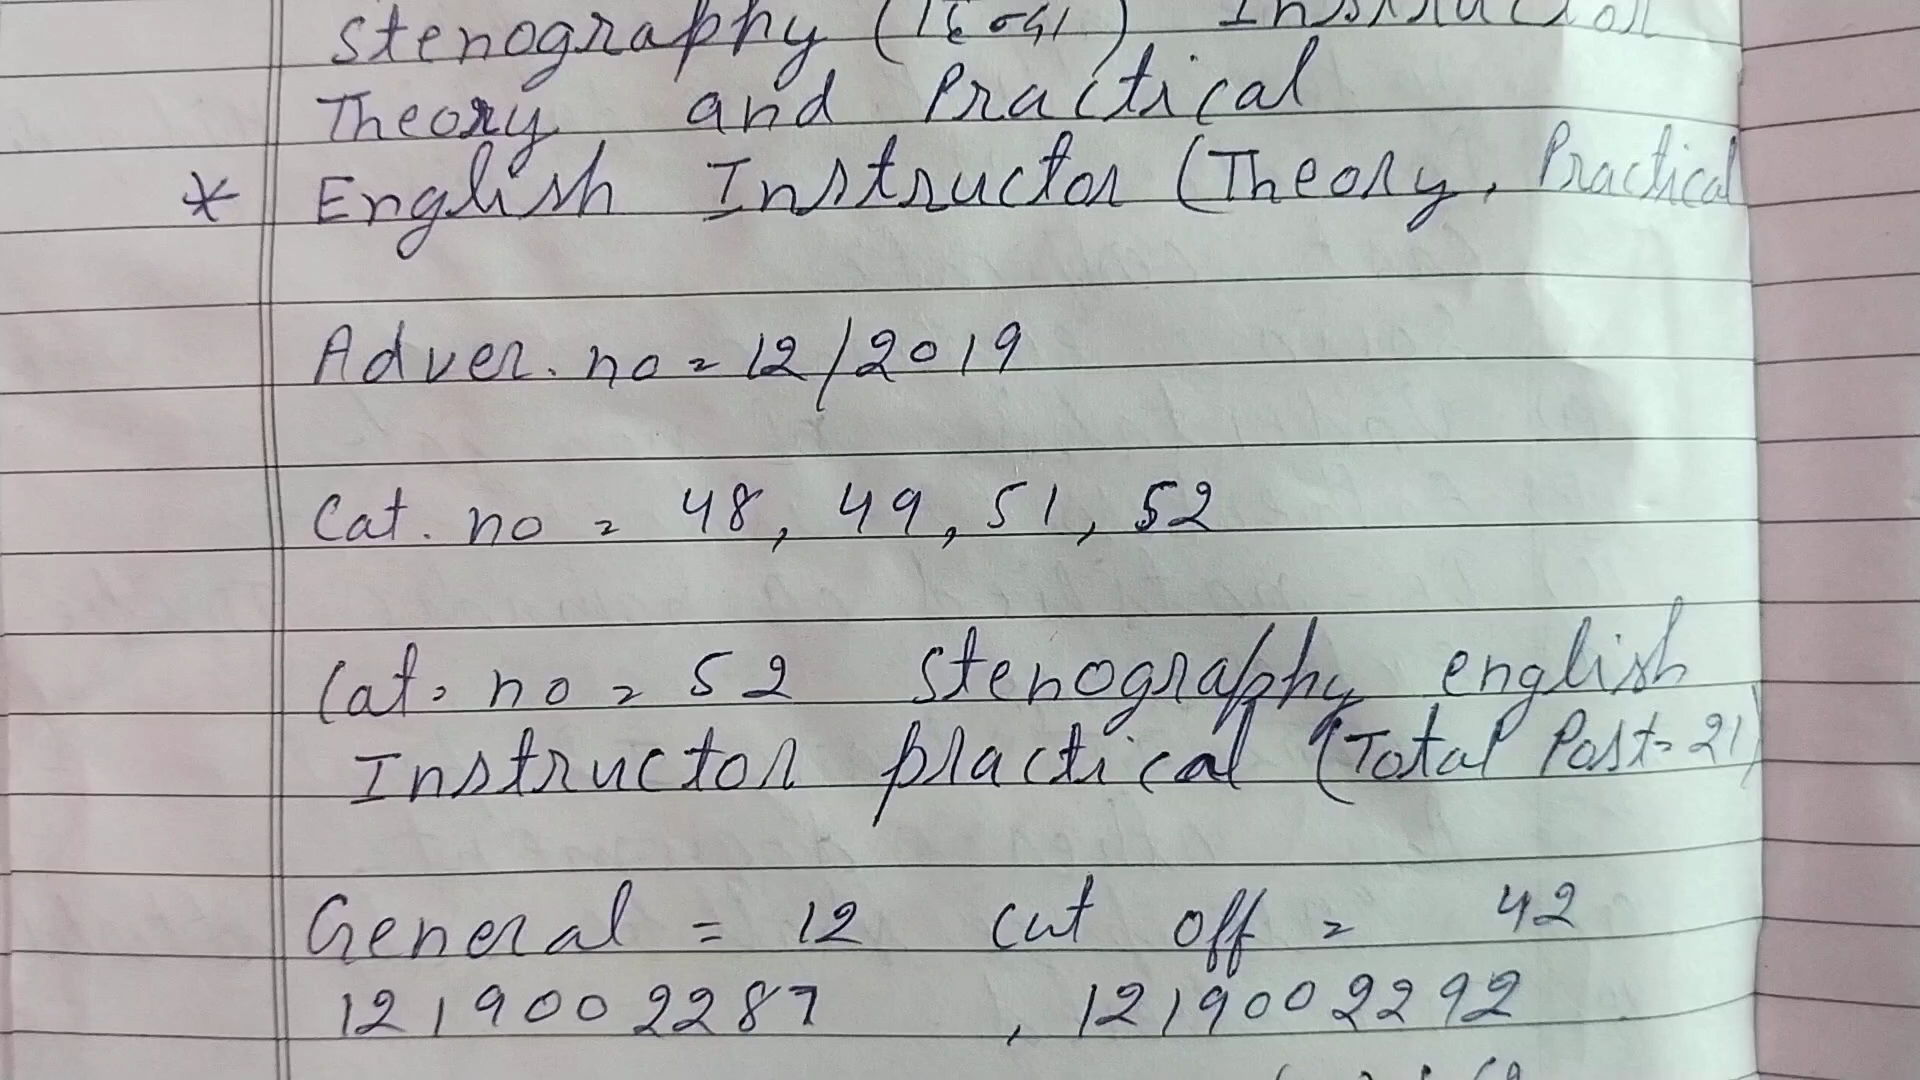 Stenography (हिन्दी) Instructor
Theory and Practical
* English Instructor (Theory, Practical
Adver. no = 12/2019
Cat. no = 48, 49, 51, 52
Cat. no = 52 Stenography english
Instructor practical (Total Post = 21)
General = 12 cut off = 42
1219002287 , 1219002292